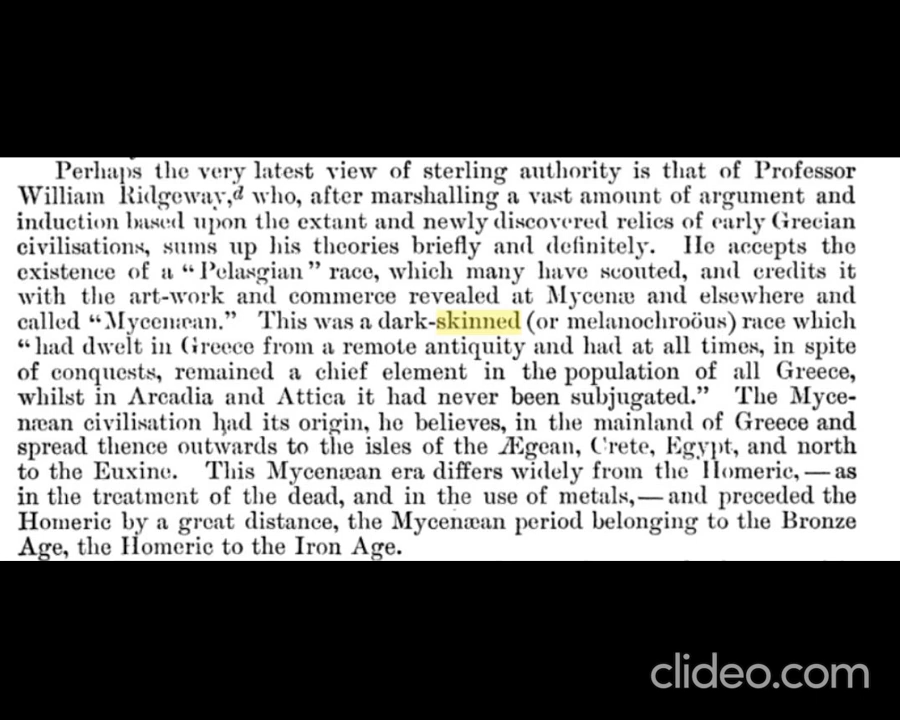 Perhaps the very latest view of sterling authority is that of Professor
William Ridgeway,d who, after marshalling a vast amount of argument and
induction based upon the extant and newly discovered relics of early Grecian
civilisations, sums up his theories briefly and definitely. He accepts the
existence of a “Pelasgian” race, which many have scouted, and credits it
with the art-work and commerce revealed at Mycenæ and elsewhere and
called “Mycenæan.” This was a dark-skinned (or melanochroöus) race which
“had dwelt in Greece from a remote antiquity and had at all times, in spite
of conquests, remained a chief element in the population of all Greece,
whilst in Arcadia and Attica it had never been subjugated.” The Myce-
næan civilisation had its origin, he believes, in the mainland of Greece and
spread thence outwards to the isles of the Ægean, Crete, Egypt, and north
to the Euxine. This Mycenæan era differs widely from the Homeric,—as
in the treatment of the dead, and in the use of metals,—and preceded the
Homeric by a great distance, the Mycenæan period belonging to the Bronze
Age, the Homeric to the Iron Age.
clideo.com